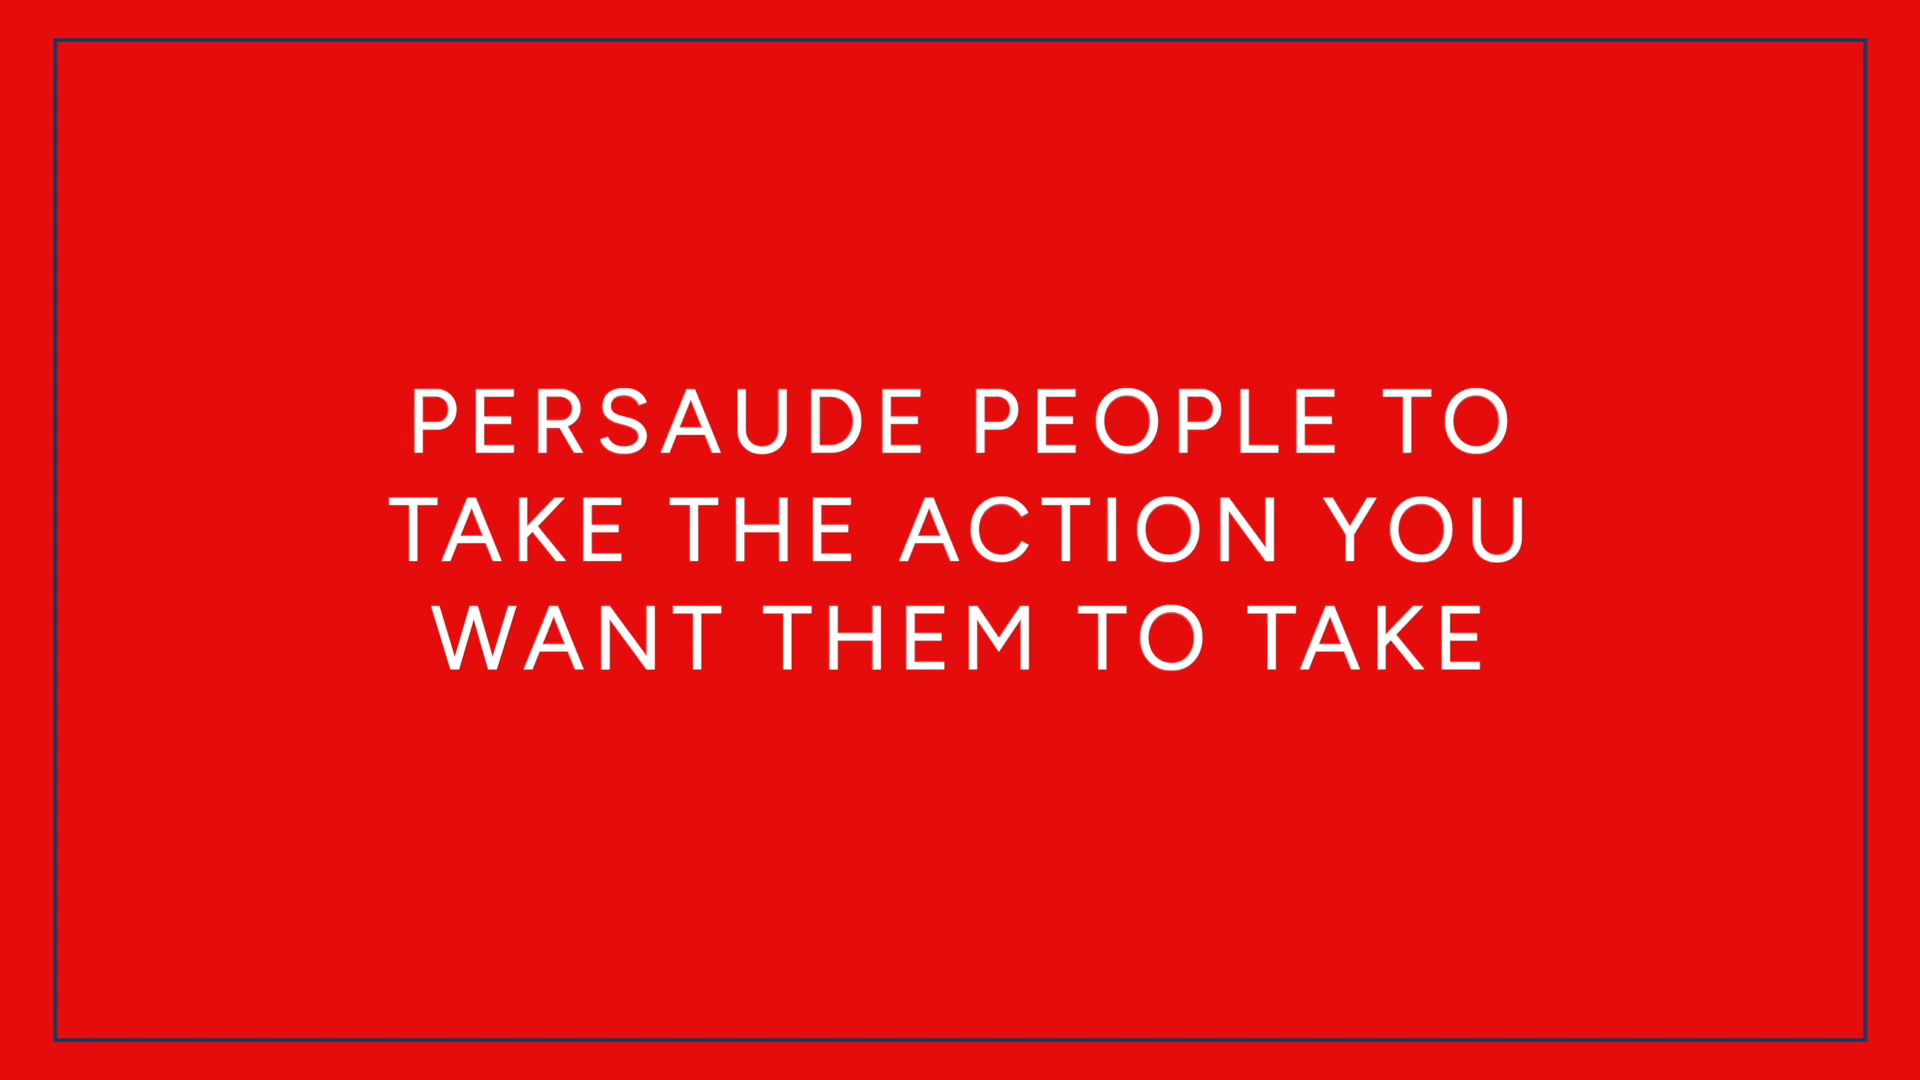 PERSAUDE PEOPLE TO
TAKE THE ACTION YOU
WANT THEM TO TAKE